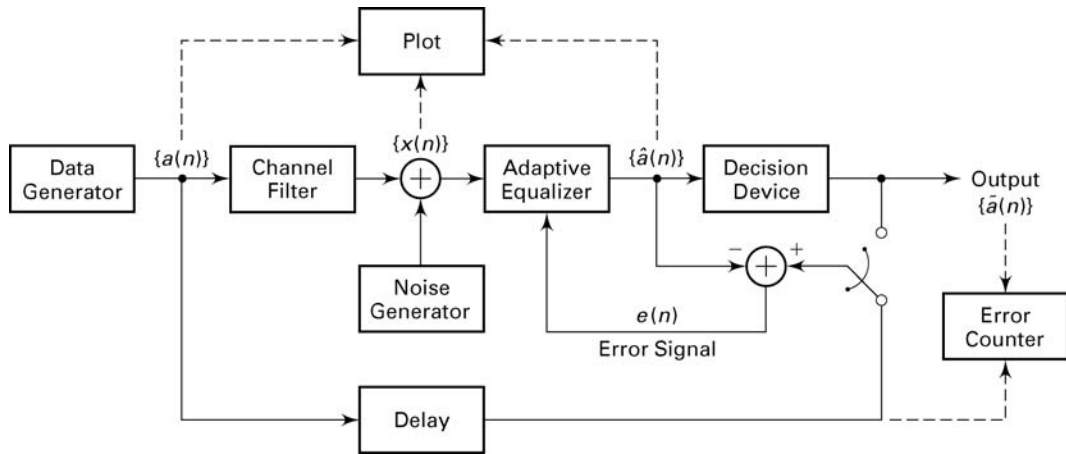 Plot
{a(n)}
{x(n)}
{â(n)}
Data
Generator
Channel
Filter
+
Adaptive
Equalizer
Decision
Device
Output
{ã(n)}
− + +
Noise
Generator
e(n)
Error Signal
Error
Counter
Delay